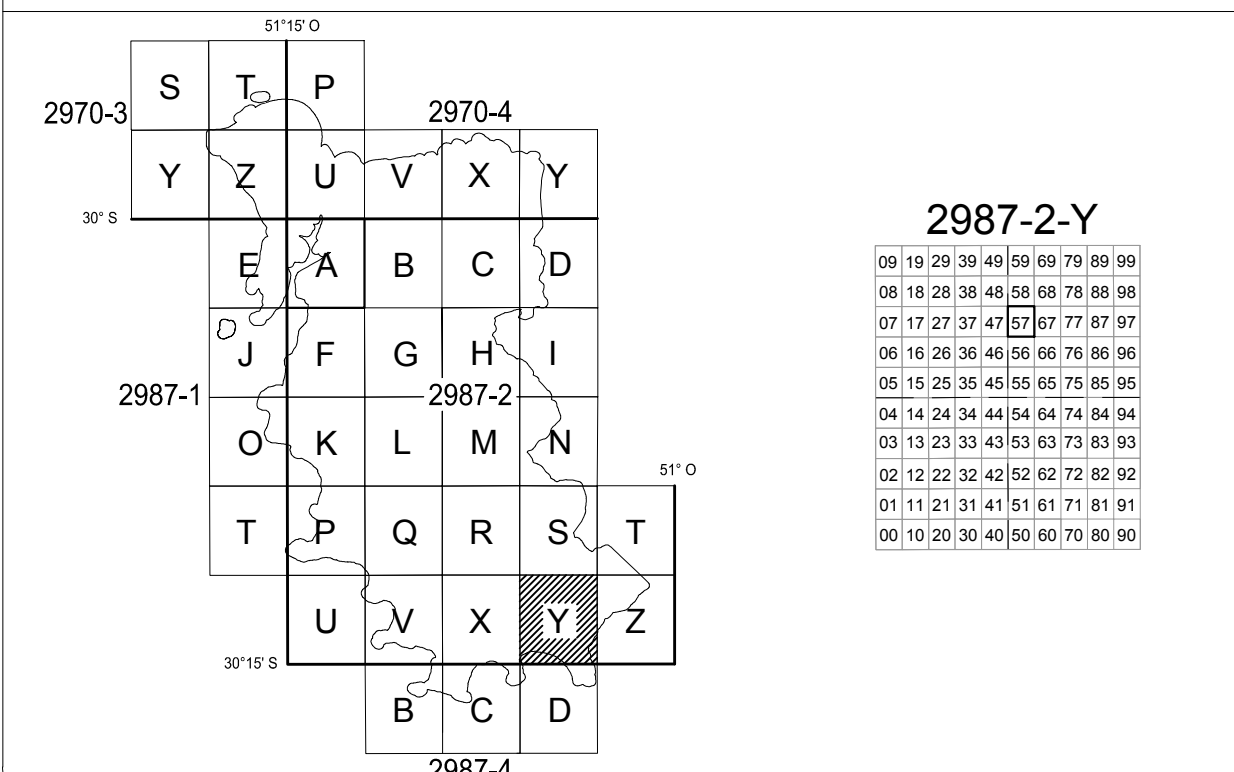 51°15' O
S T P
2970-3 2970-4
Y Z U V X Y
30° S
E A B C D
J F G H I
2987-1 2987-2
O K L M N
51° O
T P Q R S T
U V X Y Z
30°15' S
B C D
2987-4
2987-2-Y
09 19 29 39 49 59 69 79 89 99
08 18 28 38 48 58 68 78 88 98
07 17 27 37 47 57 67 77 87 97
06 16 26 36 46 56 66 76 86 96
05 15 25 35 45 55 65 75 85 95
04 14 24 34 44 54 64 74 84 94
03 13 23 33 43 53 63 73 83 93
02 12 22 32 42 52 62 72 82 92
01 11 21 31 41 51 61 71 81 91
00 10 20 30 40 50 60 70 80 90